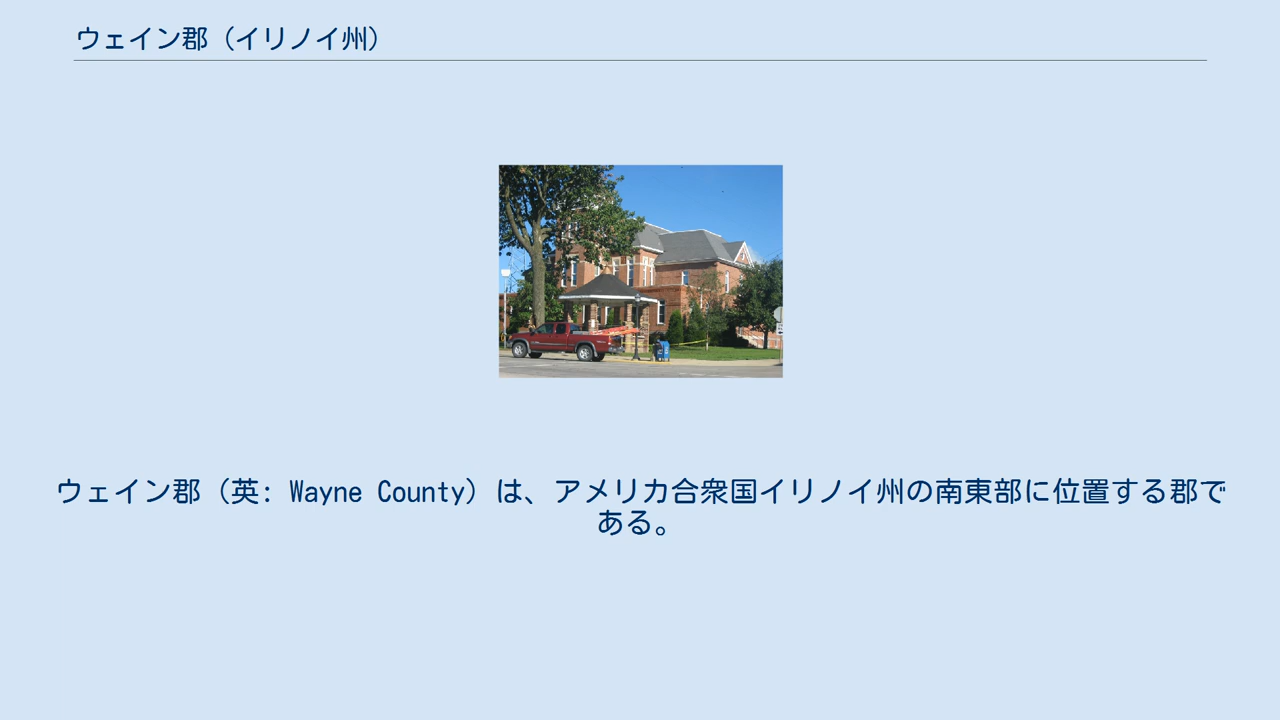 ウェイン郡（イリノイ州）
ウェイン郡（英: Wayne County）は、アメリカ合衆国イリノイ州の南東部に位置する郡で
ある。